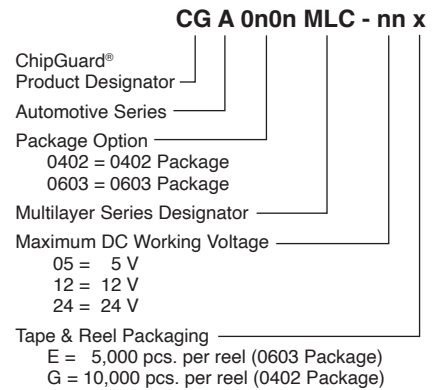 CG A 0n0n MLC - nn x
ChipGuard®
Product Designator
Automotive Series
Package Option
0402 = 0402 Package
0603 = 0603 Package
Multilayer Series Designator
Maximum DC Working Voltage
05 = 5 V
12 = 12 V
24 = 24 V
Tape & Reel Packaging
E = 5,000 pcs. per reel (0603 Package)
G = 10,000 pcs. per reel (0402 Package)